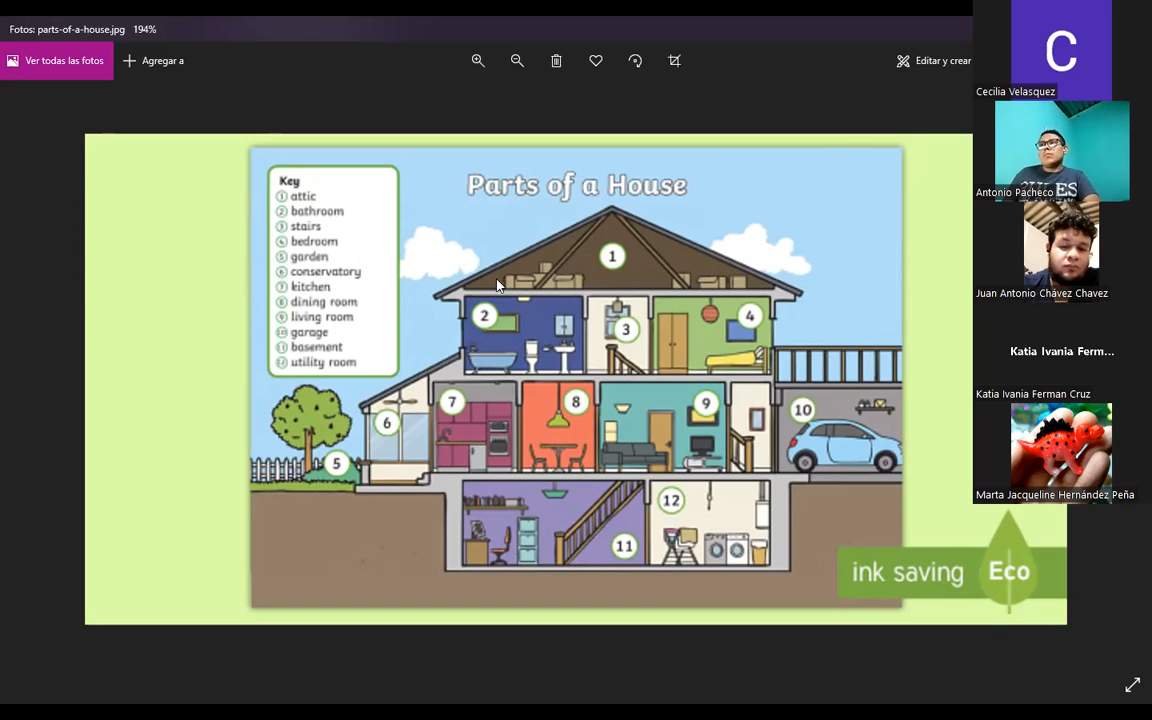 Fotos: parts-of-a-house.jpg 194%
Ver todas las fotos
Agregar a
Editar y crear
Parts of a House
Key
1 attic
2 bathroom
3 stairs
4 bedroom
5 garden
6 conservatory
7 kitchen
8 dining room
9 living room
10 garage
11 basement
12 utility room
1
2
3
4
5
6
7
8
9
10
11
12
ink saving Eco
C
Cecilia Velasquez
Antonio Pacheco
Juan Antonio Chávez Chavez
Katia Ivania Ferm...
Katia Ivania Ferman Cruz
Marta Jacqueline Hernández Peña